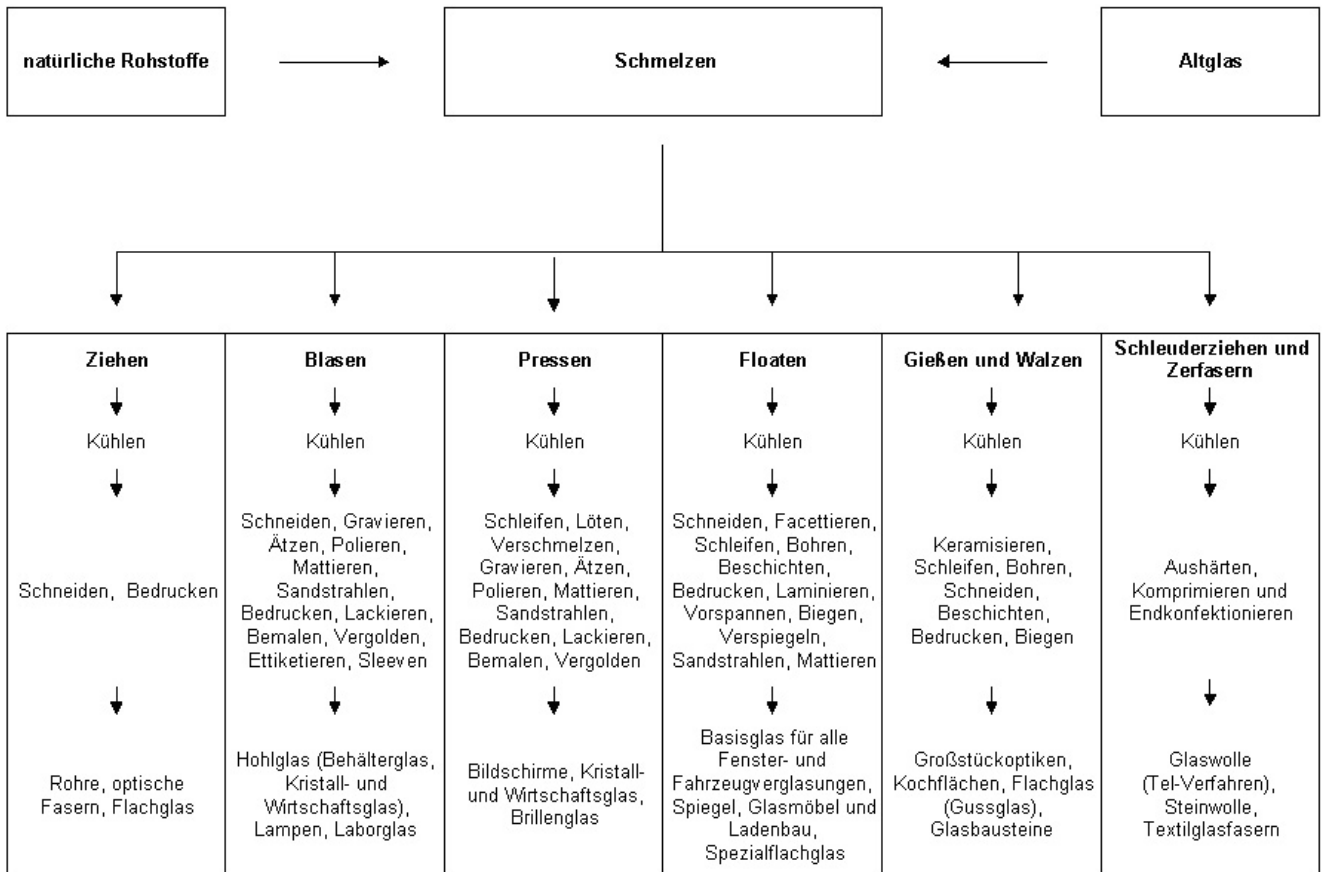 natürliche Rohstoffe
Schmelzen
Altglas
Ziehen
Kühlen
Schneiden, Bedrucken
Rohre, optische
Fasern, Flachglas
Blasen
Kühlen
Schneiden, Gravieren,
Ätzen, Polieren,
Mattieren,
Sandstrahlen,
Bedrucken, Lackieren,
Bemalen, Vergolden,
Ettiketieren, Sleeven
Hohlglas (Behälterglas,
Kristall- und
Wirtschaftsglas),
Lampen, Laborglas
Pressen
Kühlen
Schleifen, Löten,
Verschmelzen,
Gravieren, Ätzen,
Polieren, Mattieren,
Sandstrahlen,
Bedrucken, Lackieren,
Bemalen, Vergolden
Bildschirme, Kristall-
und Wirtschaftsglas,
Brillenglas
Floaten
Kühlen
Schneiden, Facettieren,
Schleifen, Bohren,
Beschichten,
Bedrucken, Laminieren,
Vorspannen, Biegen,
Verspiegeln,
Sandstrahlen, Mattieren
Basisglas für alle
Fenster- und
Fahrzeugverglasungen,
Spiegel, Glasmöbel und
Ladenbau,
Spezialflachglas
Gießen und Walzen
Kühlen
Keramisieren,
Schleifen, Bohren,
Schneiden,
Beschichten,
Bedrucken, Biegen
Großstückoptiken,
Kochflächen, Flachglas
(Gussglas),
Glasbausteine
Schleuderziehen und
Zerfasern
Kühlen
Aushärten,
Komprimieren und
Endkonfektionieren
Glaswolle
(Tel-Verfahren),
Steinwolle,
Textilglasfasern